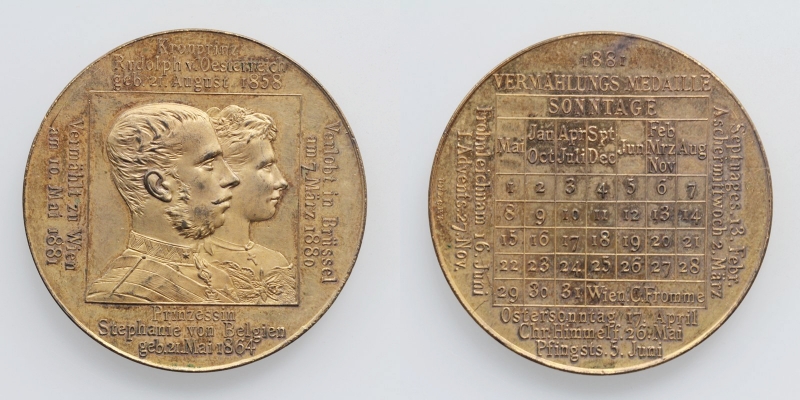 Kronprinz
Rudolph v. Oesterreich
geb. 21. August 1858
Vermählt zu Wien
am 10. Mai 1881
Verlobt in Brüssel
am 7. März 1880
Prinzessin
Stephanie von Belgien
geb. 21. Mai 1864
1881
VERMÄHLUNGS MEDAILLE
SONNTAGE
Mai Jän Oct Apr Juli Spt Dec Jun Feb Mrz Nov Aug
1 2 3 4 5 6 7
8 9 10 11 12 13 14
15 16 17 18 19 20 21
22 23 24 25 26 27 28
29 30 31 Wien C. Fromme
Frohnleichnam 16. Juni
I. Advents. 27. Nov.
Septuages. 13. Febr.
Aschermittwoch 2. März
Ostersonntag 17. April
Chr. himmelf. 26. Mai
Pfingsts. 5. Juni